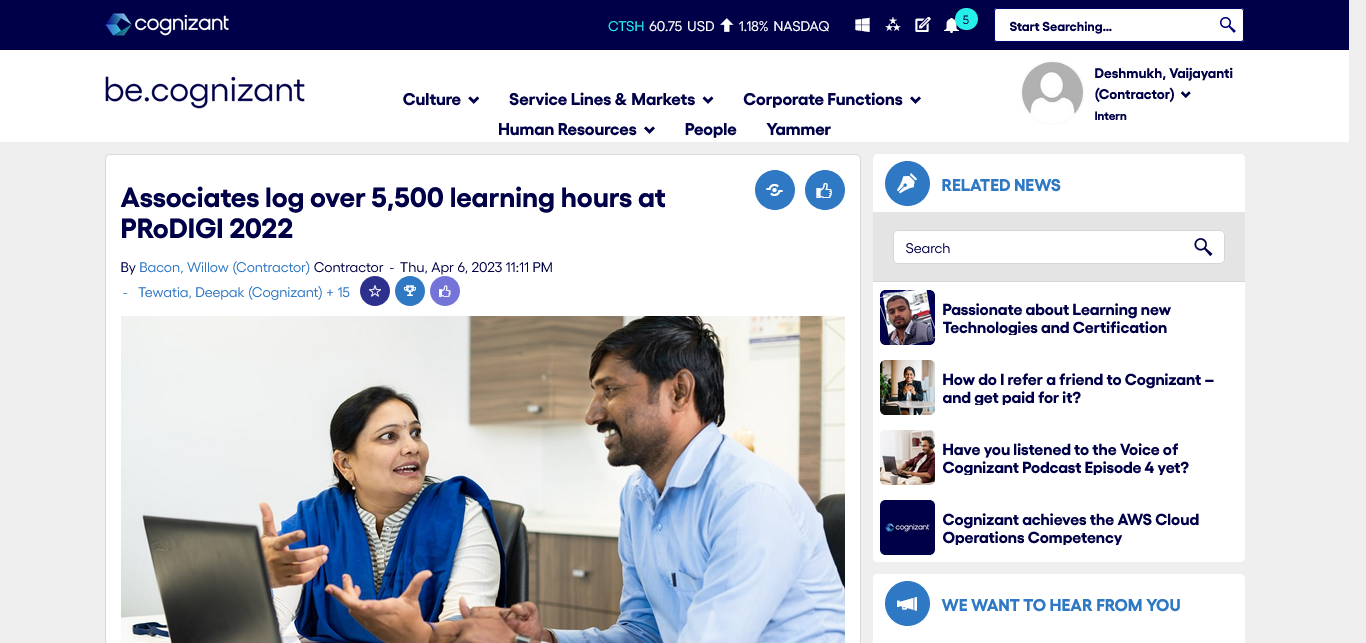 cognizant
CTSH 60.75 USD 1.18% NASDAQ
5
Start Searching...
be.cognizant
Culture
Service Lines & Markets
Corporate Functions
Human Resources
People
Yammer
Deshmukh, Vaijayanti
(Contractor)
Intern
Associates log over 5,500 learning hours at
PRoDIGI 2022
By Bacon, Willow (Contractor) Contractor - Thu, Apr 6, 2023 11:11 PM
- Tewatia, Deepak (Cognizant) + 15
RELATED NEWS
Search
Passionate about Learning new
Technologies and Certification
How do I refer a friend to Cognizant –
and get paid for it?
Have you listened to the Voice of
Cognizant Podcast Episode 4 yet?
cognizant
Cognizant achieves the AWS Cloud
Operations Competency
WE WANT TO HEAR FROM YOU